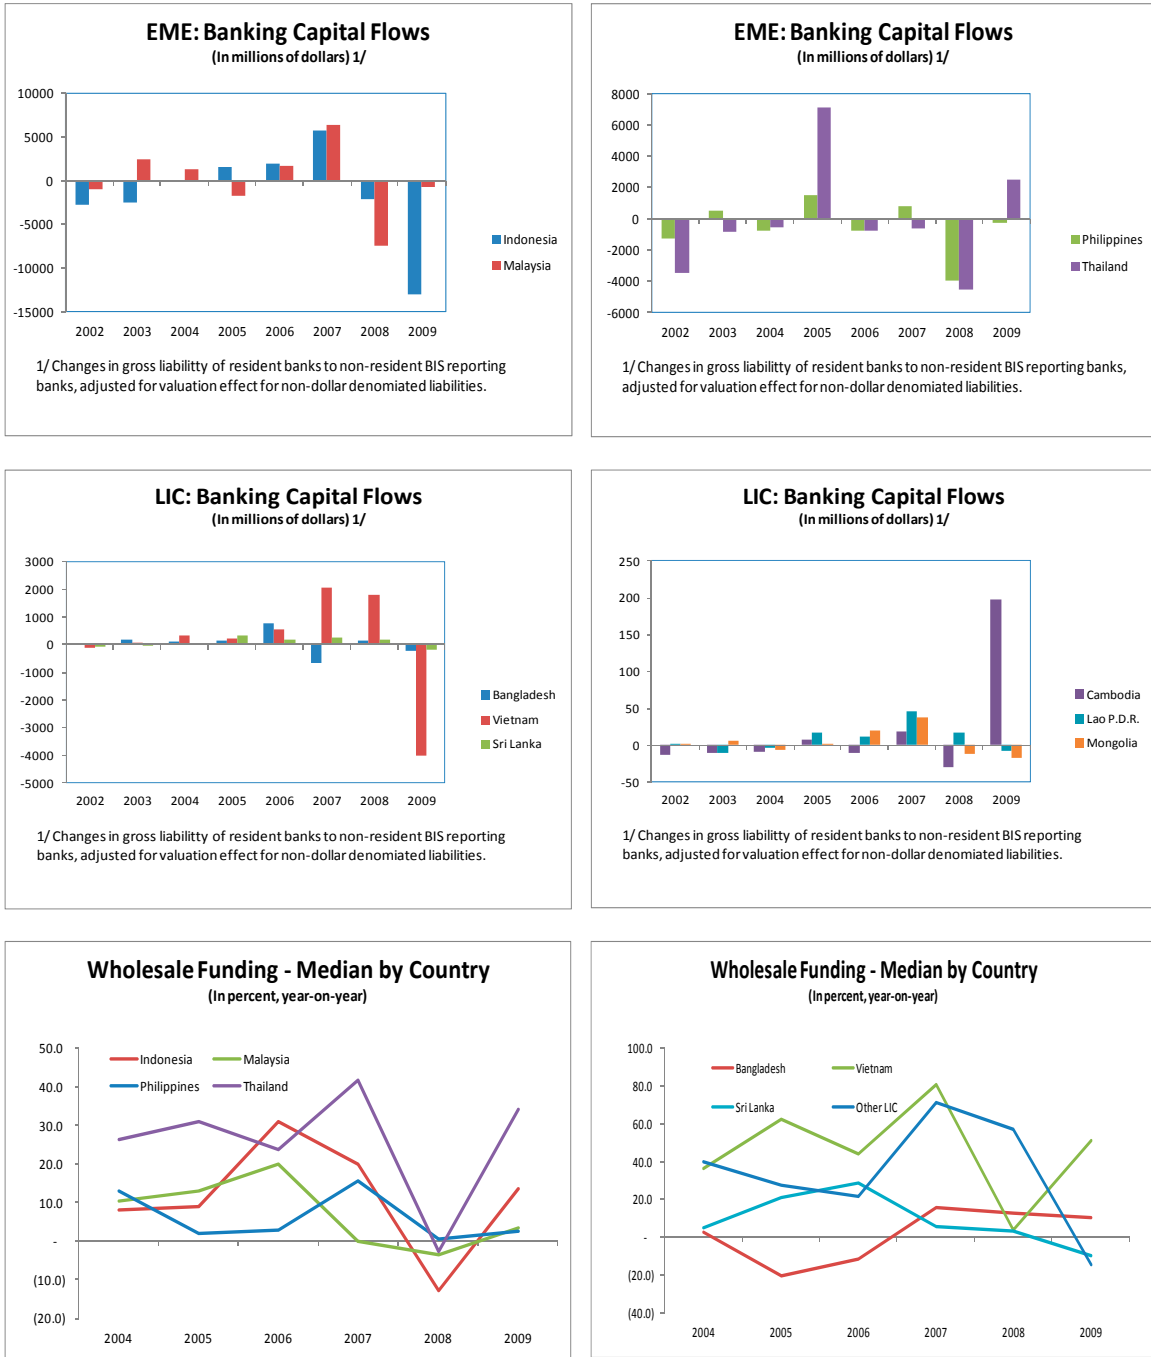 EME: Banking Capital Flows
(In millions of dollars) 1/
10000
5000
0
-5000
-10000
-15000
Indonesia
Malaysia
2002 2003 2004 2005 2006 2007 2008 2009
1/ Changes in gross liabilitty of resident banks to non-resident BIS reporting
banks, adjusted for valuation effect for non-dollar denomiated liabilities.
EME: Banking Capital Flows
(In millions of dollars) 1/
8000
6000
4000
2000
0
-2000
-4000
-6000
Philippines
Thailand
2002 2003 2004 2005 2006 2007 2008 2009
1/ Changes in gross liabilitty of resident banks to non-resident BIS reporting banks,
adjusted for valuation effect for non-dollar denomiated liabilities.
LIC: Banking Capital Flows
(In millions of dollars) 1/
3000
2000
1000
0
-1000
-2000
-3000
-4000
-5000
Bangladesh
Vietnam
Sri Lanka
2002 2003 2004 2005 2006 2007 2008 2009
1/ Changes in gross liabilitty of resident banks to non-resident BIS reporting
banks, adjusted for valuation effect for non-dollar denomiated liabilities.
LIC: Banking Capital Flows
(In millions of dollars) 1/
250
200
150
100
50
0
-50
Cambodia
Lao P.D.R.
Mongolia
2002 2003 2004 2005 2006 2007 2008 2009
1/ Changes in gross liabilitty of resident banks to non-resident BIS reporting
banks, adjusted for valuation effect for non-dollar denomiated liabilities.
Wholesale Funding - Median by Country
(In percent, year-on-year)
50.0
40.0
30.0
20.0
10.0
-
(10.0)
(20.0)
Indonesia Malaysia
Philippines Thailand
2004 2005 2006 2007 2008 2009
Wholesale Funding - Median by Country
(In percent, year-on-year)
100.0
80.0
60.0
40.0
20.0
-
(20.0)
(40.0)
Bangladesh Vietnam
Sri Lanka Other LIC
2004 2005 2006 2007 2008 2009